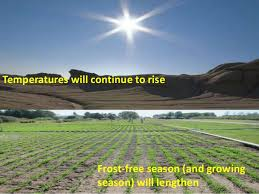 Temperatures will continue to rise
Frost-free season (and growing
season) will lengthen